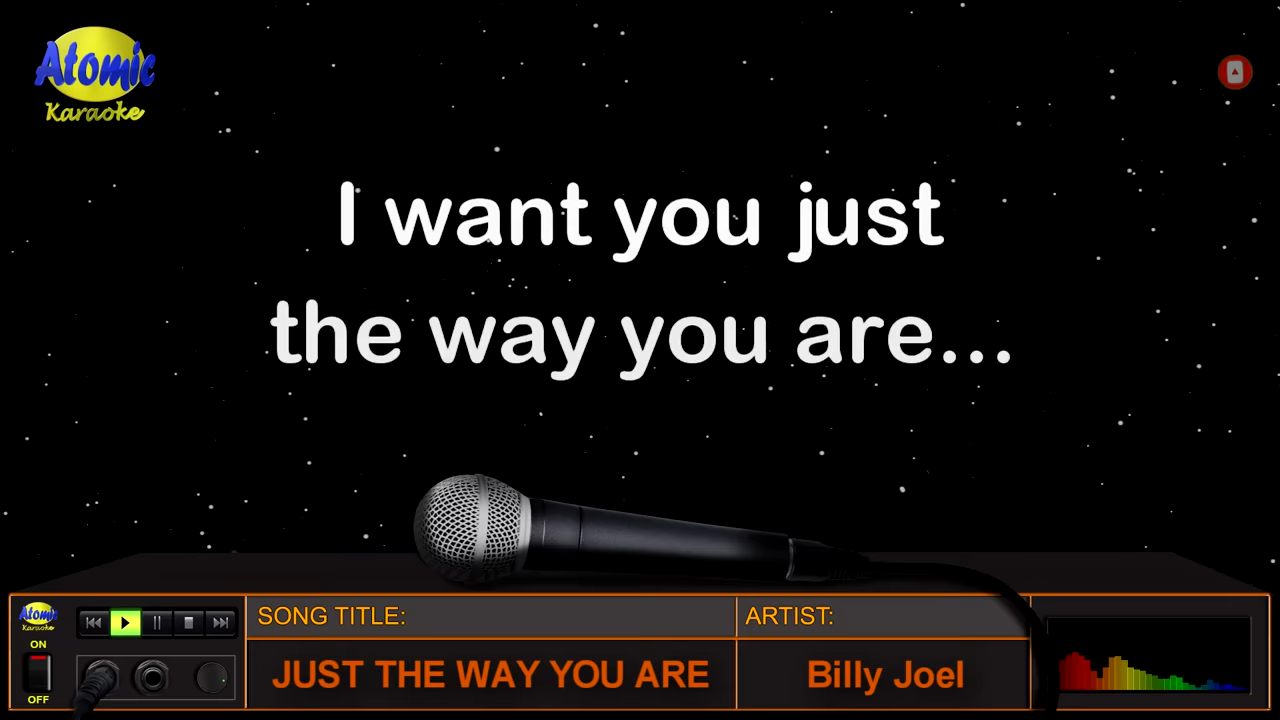 Atomic
Karaoke
I want you just
the way you are...
Atomic
Karaoke
ON
OFF
SONG TITLE:
JUST THE WAY YOU ARE
ARTIST:
Billy Joel